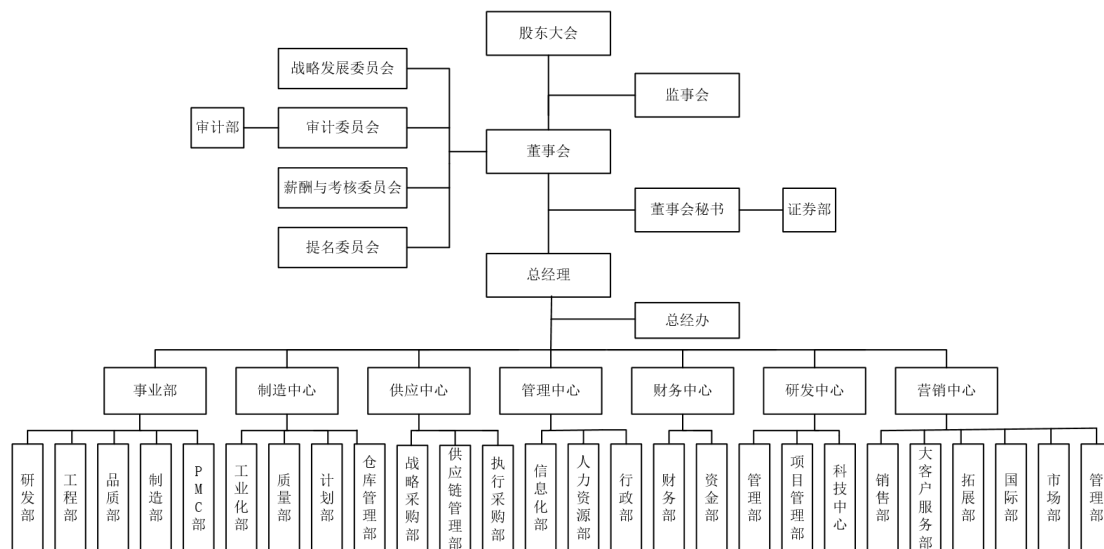 股东大会
战略发展委员会
监事会
审计部
审计委员会
董事会
薪酬与考核委员会
董事会秘书
证券部
提名委员会
总经理
总经办
事业部
制造中心
供应中心
管理中心
财务中心
研发中心
营销中心
研发部
工程部
品质部
制造部
PMC部
工业化部
质量部
计划部
仓库管理部
战略采购部
供应链管理部
执行采购部
信息化部
人力资源部
行政部
财务部
资金部
管理部
项目管理部
科技中心
销售部
大客户服务部
拓展部
国际部
市场部
管理部